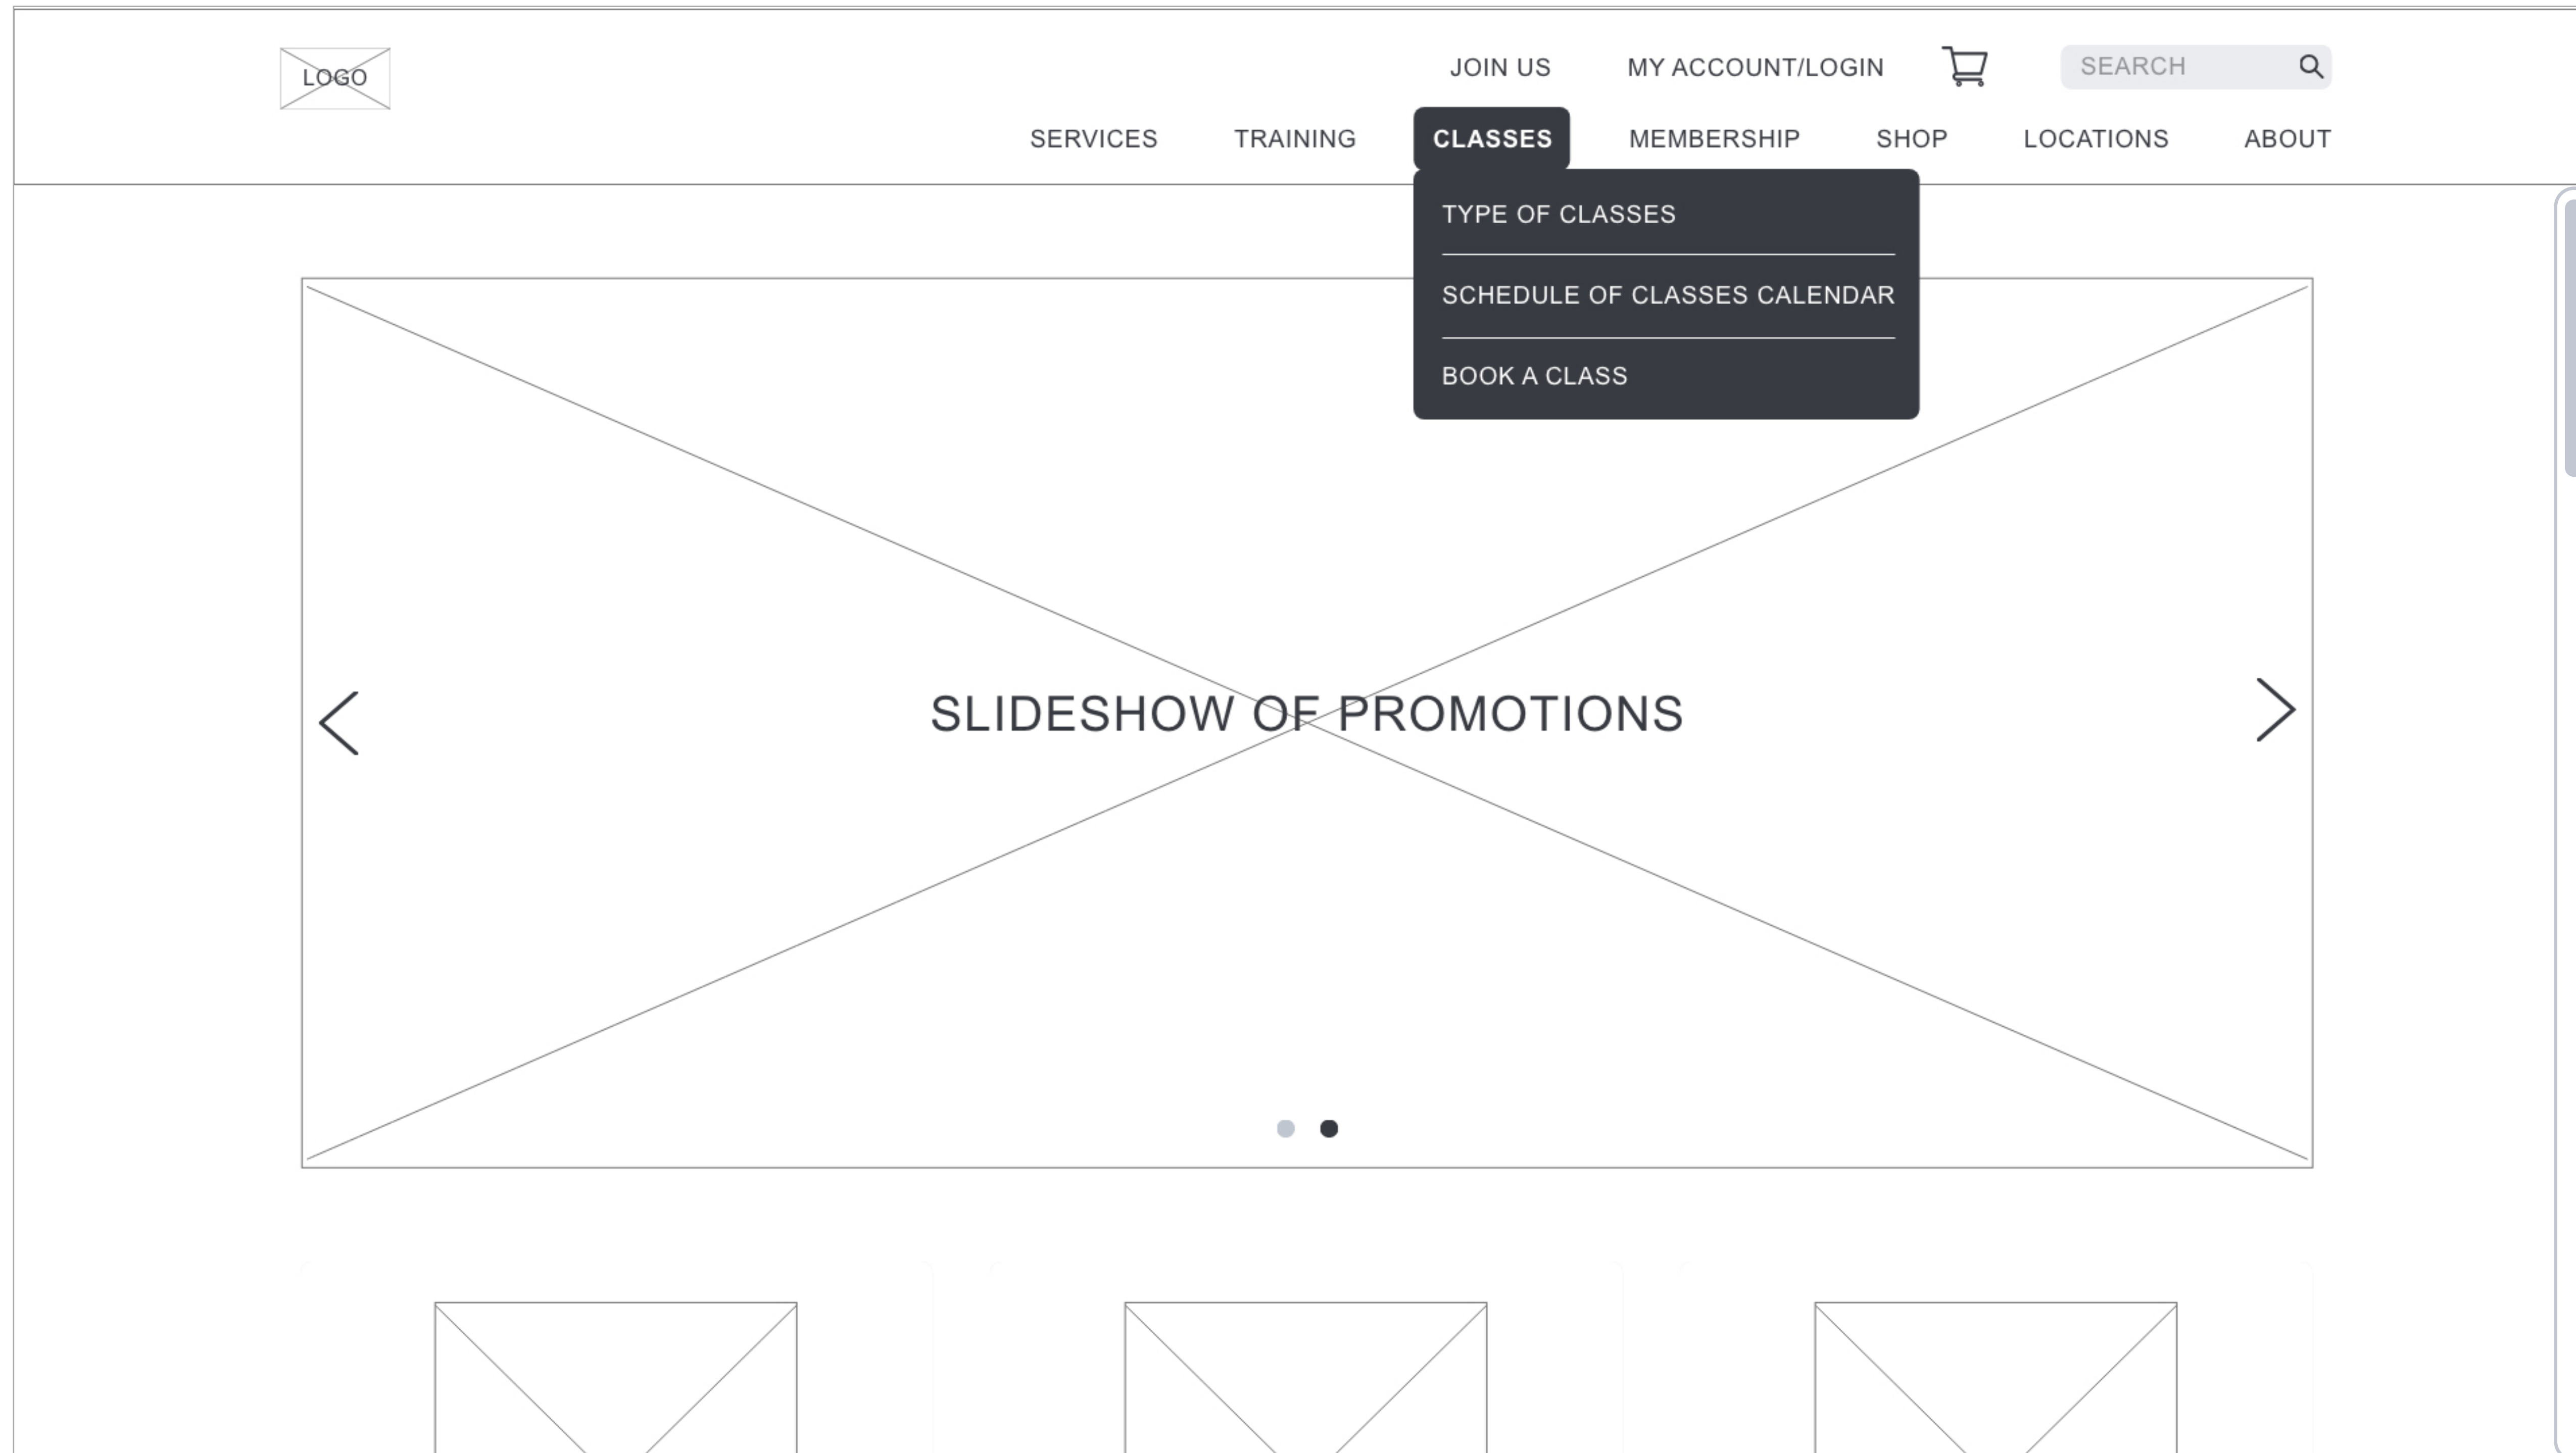 LOGO
JOIN US MY ACCOUNT/LOGIN SEARCH
SERVICES TRAINING CLASSES MEMBERSHIP SHOP LOCATIONS ABOUT
TYPE OF CLASSES
SCHEDULE OF CLASSES CALENDAR
BOOK A CLASS
SLIDESHOW OF PROMOTIONS